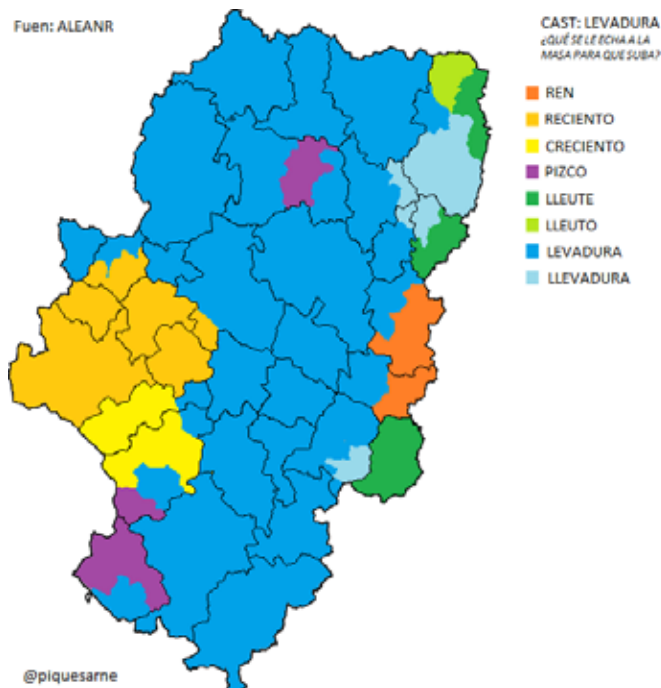 Fuen: ALEANR
CAST: LEVADURA
¿QUÉ SE LE ECHA A LA
MASA PARA QUE SUBA?
REN
RECIENTO
CRECIENTO
PIZCO
LLEUTE
LLEUTO
LEVADURA
LLEVADURA
@piquesarne